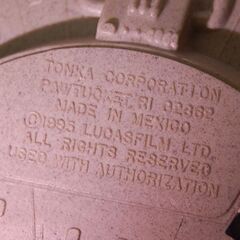 TONKA CORPORATION
PAWTUCKET, RI 02862
MADE IN MEXICO
©1995 LUCASFILM LTD.
ALL RIGHTS RESERVED
USED WITH AUTHORIZATION